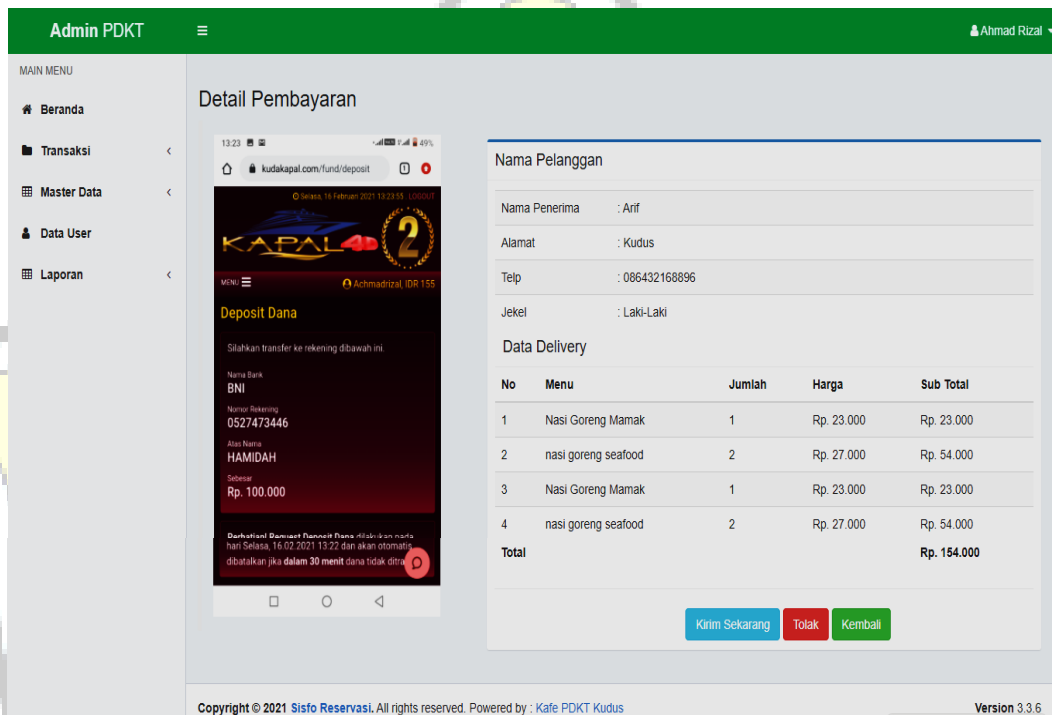 Admin PDKT
Ahmad Rizal
MAIN MENU
Beranda
Transaksi
Master Data
Data User
Laporan
Detail Pembayaran
13:23
49%
kudakapal.com/fund/deposit
Selasa, 16 Februari 2021 13:23:55 : LOGOUT
KAPAL4D
2
MENU
Achmadrizal, IDR 155
Deposit Dana
Silahkan transfer ke rekening dibawah ini.
Nama Bank
BNI
Nomor Rekening
0527473446
Atas Nama
HAMIDAH
Sebesar
Rp. 100.000
Perhatian! Request Deposit Dana dilakukan pada
hari Selasa, 16.02.2021 13:22 dan akan otomatis
dibatalkan jika dalam 30 menit dana tidak ditra
Nama Pelanggan
Nama Penerima : Arif
Alamat : Kudus
Telp : 086432168896
Jekel : Laki-Laki
Data Delivery
No Menu Jumlah Harga Sub Total
1 Nasi Goreng Mamak 1 Rp. 23.000 Rp. 23.000
2 nasi goreng seafood 2 Rp. 27.000 Rp. 54.000
3 Nasi Goreng Mamak 1 Rp. 23.000 Rp. 23.000
4 nasi goreng seafood 2 Rp. 27.000 Rp. 54.000
Total Rp. 154.000
Kirim Sekarang Tolak Kembali
Copyright © 2021 Sisfo Reservasi. All rights reserved. Powered by : Kafe PDKT Kudus
Version 3.3.6